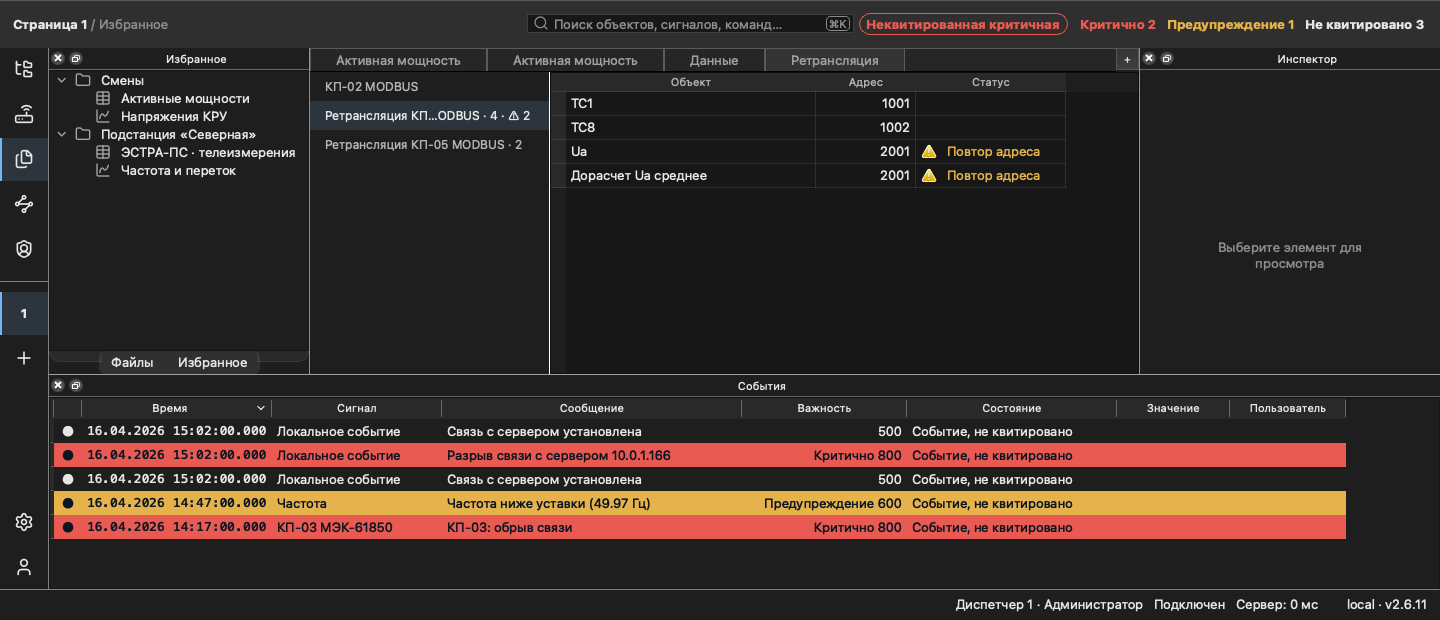 Страница 1 / Избранное
Поиск объектов, сигналов, команд… ⌘K
Неквитированная критичная Критично 2 Предупреждение 1 Не квитировано 3
Избранное
Смены
Активные мощности
Напряжения КРУ
Подстанция «Северная»
ЭСТРА-ПС · телеизмерения
Частота и переток
Файлы Избранное
1
Активная мощность Активная мощность Данные Ретрансляция +
КП-02 MODBUS
Ретрансляция КП…ODBUS · 4 · ⚠ 2
Ретрансляция КП-05 MODBUS · 2
Объект Адрес Статус
ТС1 1001
ТС8 1002
Ua 2001 Повтор адреса
Дорасчет Ua среднее 2001 Повтор адреса
Инспектор
Выберите элемент для
просмотра
События
Время Сигнал Сообщение Важность Состояние Значение Пользователь
16.04.2026 15:02:00.000 Локальное событие Связь с сервером установлена 500 Событие, не квитировано
16.04.2026 15:02:00.000 Локальное событие Разрыв связи с сервером 10.0.1.166 Критично 800 Событие, не квитировано
16.04.2026 15:02:00.000 Локальное событие Связь с сервером установлена 500 Событие, не квитировано
16.04.2026 14:47:00.000 Частота Частота ниже уставки (49.97 Гц) Предупреждение 600 Событие, не квитировано
16.04.2026 14:17:00.000 КП-03 МЭК-61850 КП-03: обрыв связи Критично 800 Событие, не квитировано
Диспетчер 1 · Администратор Подключен Сервер: 0 мс local · v2.6.11